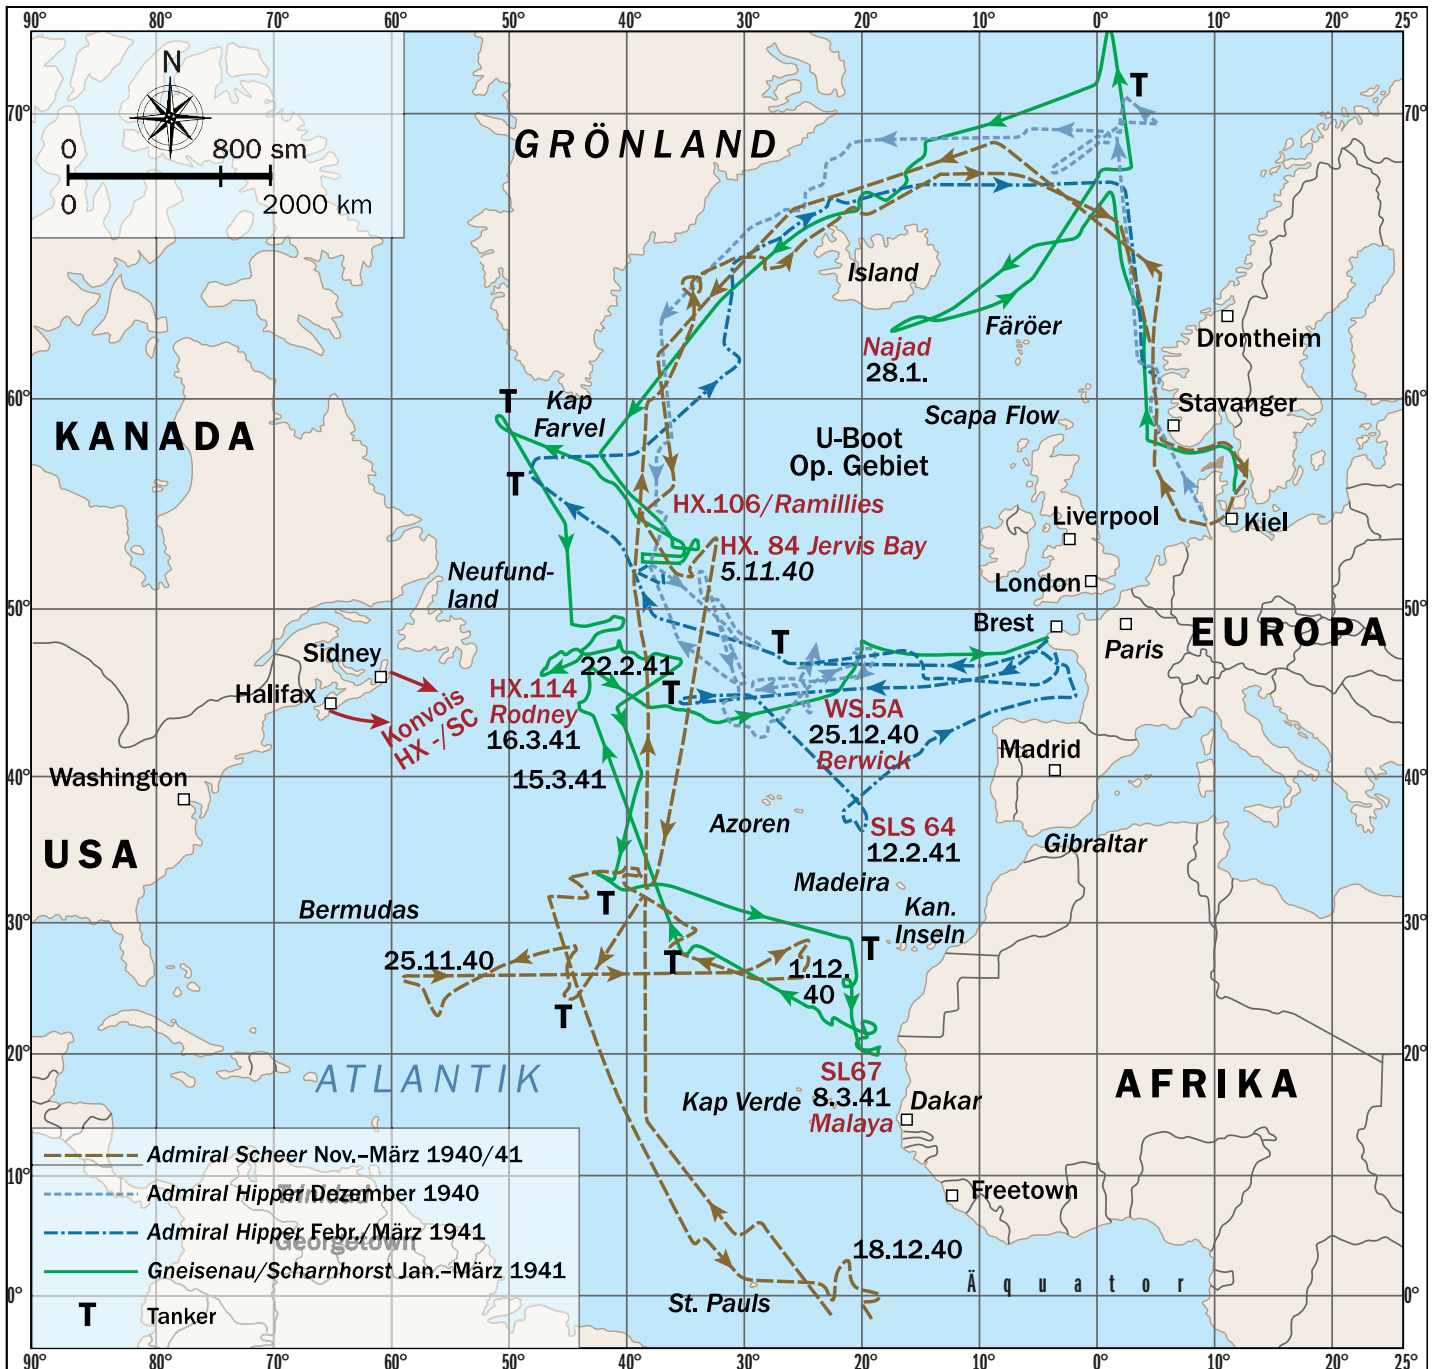 90° 80° 70° 60° 50° 40° 30° 20° 10° 0° 10° 20° 25°
N
0 800 sm
0 2000 km
GRÖNLAND
T
70° 70°
Island
Färöer
Najad
28.1.
Drontheim
60° 60°
T
Kap
Farvel
Scapa Flow
Stavanger
KANADA
U-Boot
Op. Gebiet
T
HX.106/Ramillies
Liverpool
Kiel
HX. 84 Jervis Bay
5.11.40
Neufund-
land
London
50° 50°
Brest
EUROPA
Paris
T
Sidney
22.2.41
Halifax
HX.114
Rodney
16.3.41
T
Konvois
HX -/SC
WS.5A
25.12.40
Berwick
Madrid
Washington
15.3.41
40° 40°
USA
Azoren
SLS 64
12.2.41
Gibraltar
Madeira
Bermudas
T
Kan.
Inseln
30° 30°
T
25.11.40
T
1.12.
40
T
20° 20°
ATLANTIK
SL67
8.3.41
Malaya
Kap Verde
Dakar
AFRIKA
Admiral Scheer Nov.–März 1940/41
10° 10°
Admiral Hipper Dezember 1940
Trinidad
Freetown
Admiral Hipper Febr./März 1941
Georgetown
18.12.40
Gneisenau/Scharnhorst Jan.–März 1941
Äquator
0° 0°
St. Pauls
T Tanker
90° 80° 70° 60° 50° 40° 30° 20° 10° 0° 10° 20° 25°